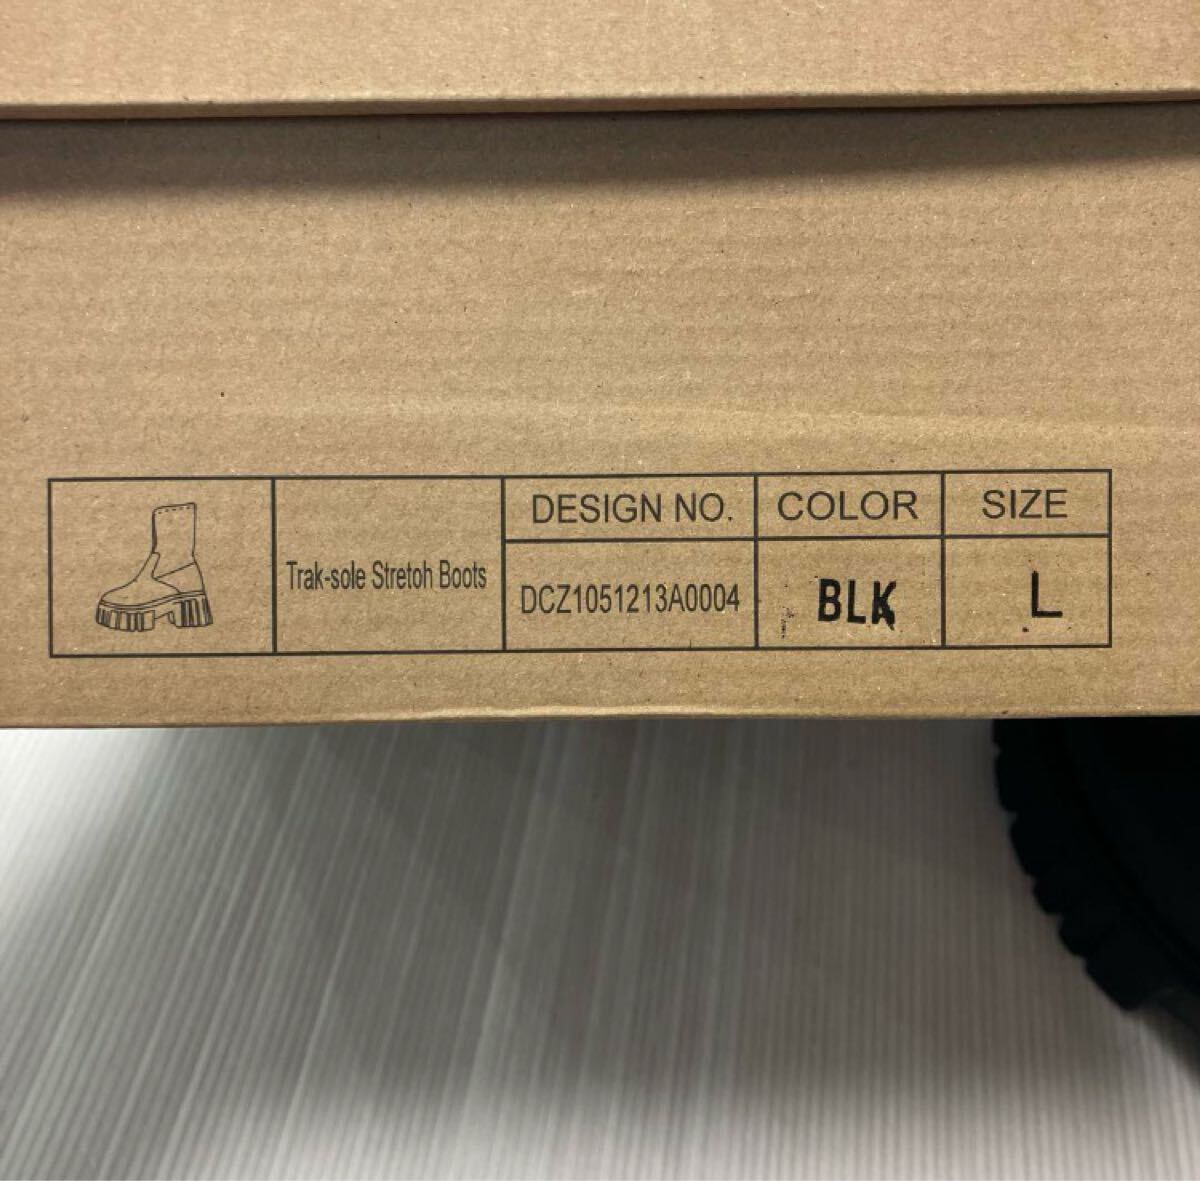 Trak-sole Stretoh Boots
DESIGN NO.
COLOR
SIZE
DCZ1051213A0004
BLK
L